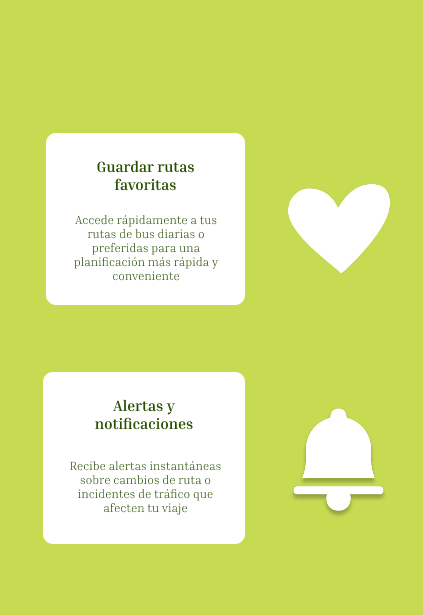 Guardar rutas
favoritas
Accede rápidamente a tus
rutas de bus diarias o
preferidas para una
planificación más rápida y
conveniente
Alertas y
notificaciones
Recibe alertas instantáneas
sobre cambios de ruta o
incidentes de tráfico que
afecten tu viaje